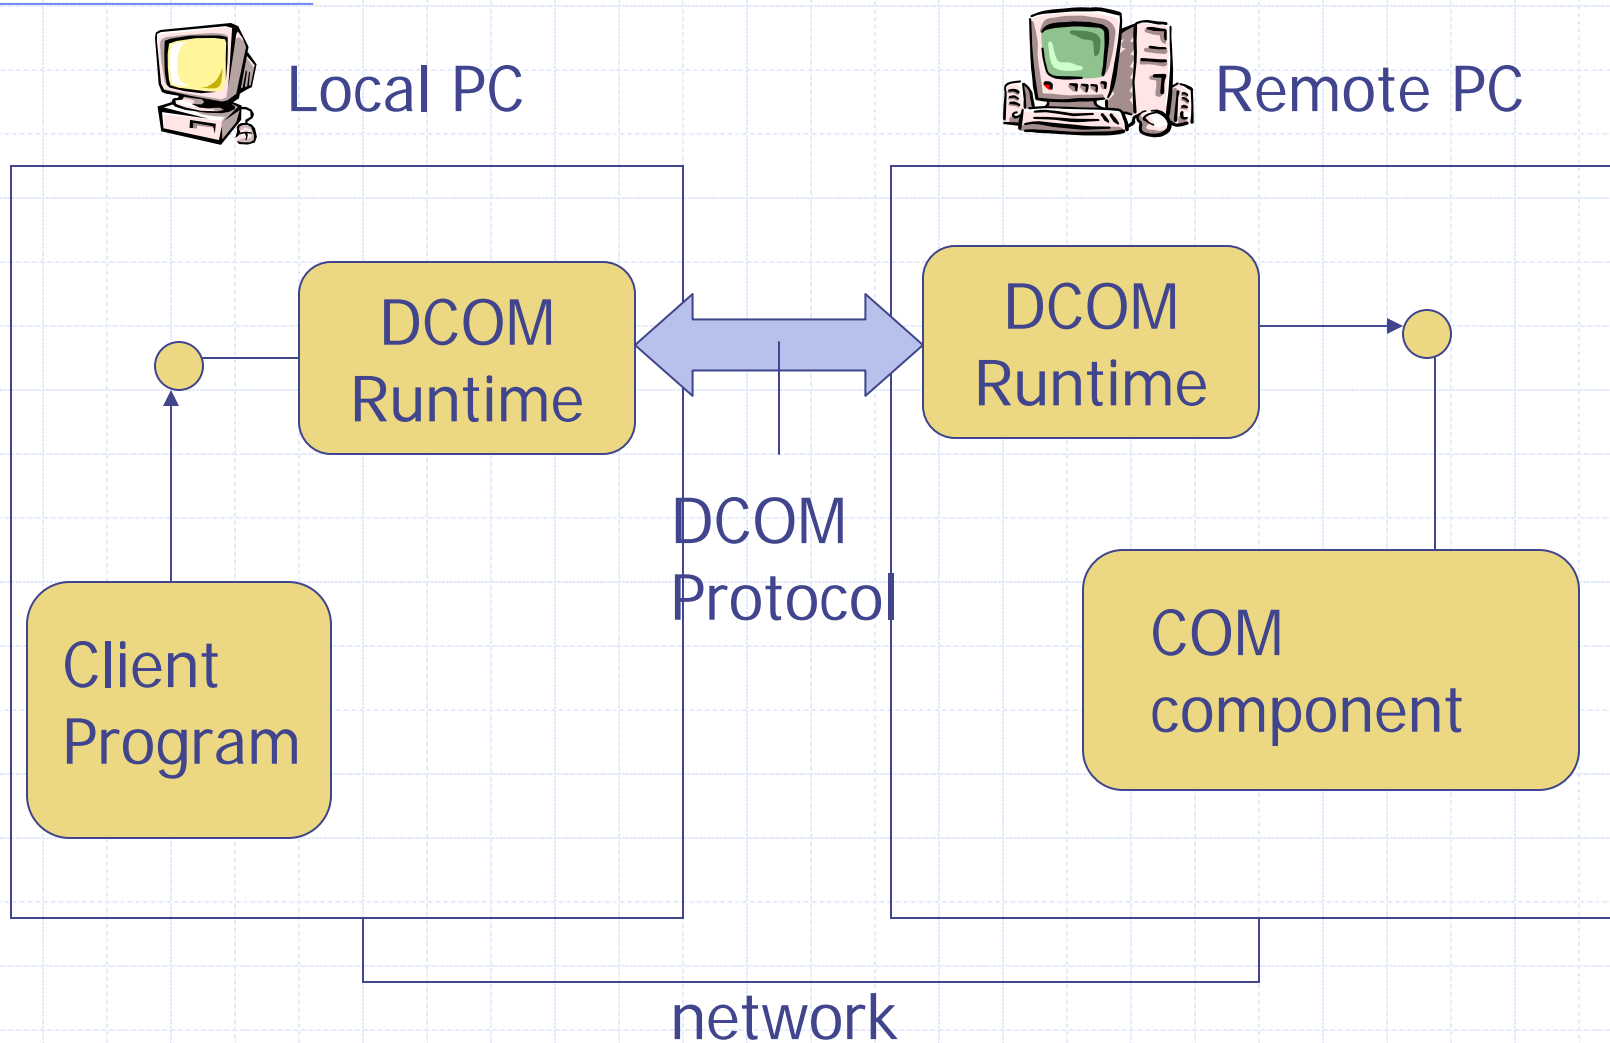 Local PC
Remote PC
DCOM
Runtime
DCOM
Runtime
DCOM
Protocol
Client
Program
COM
component
network